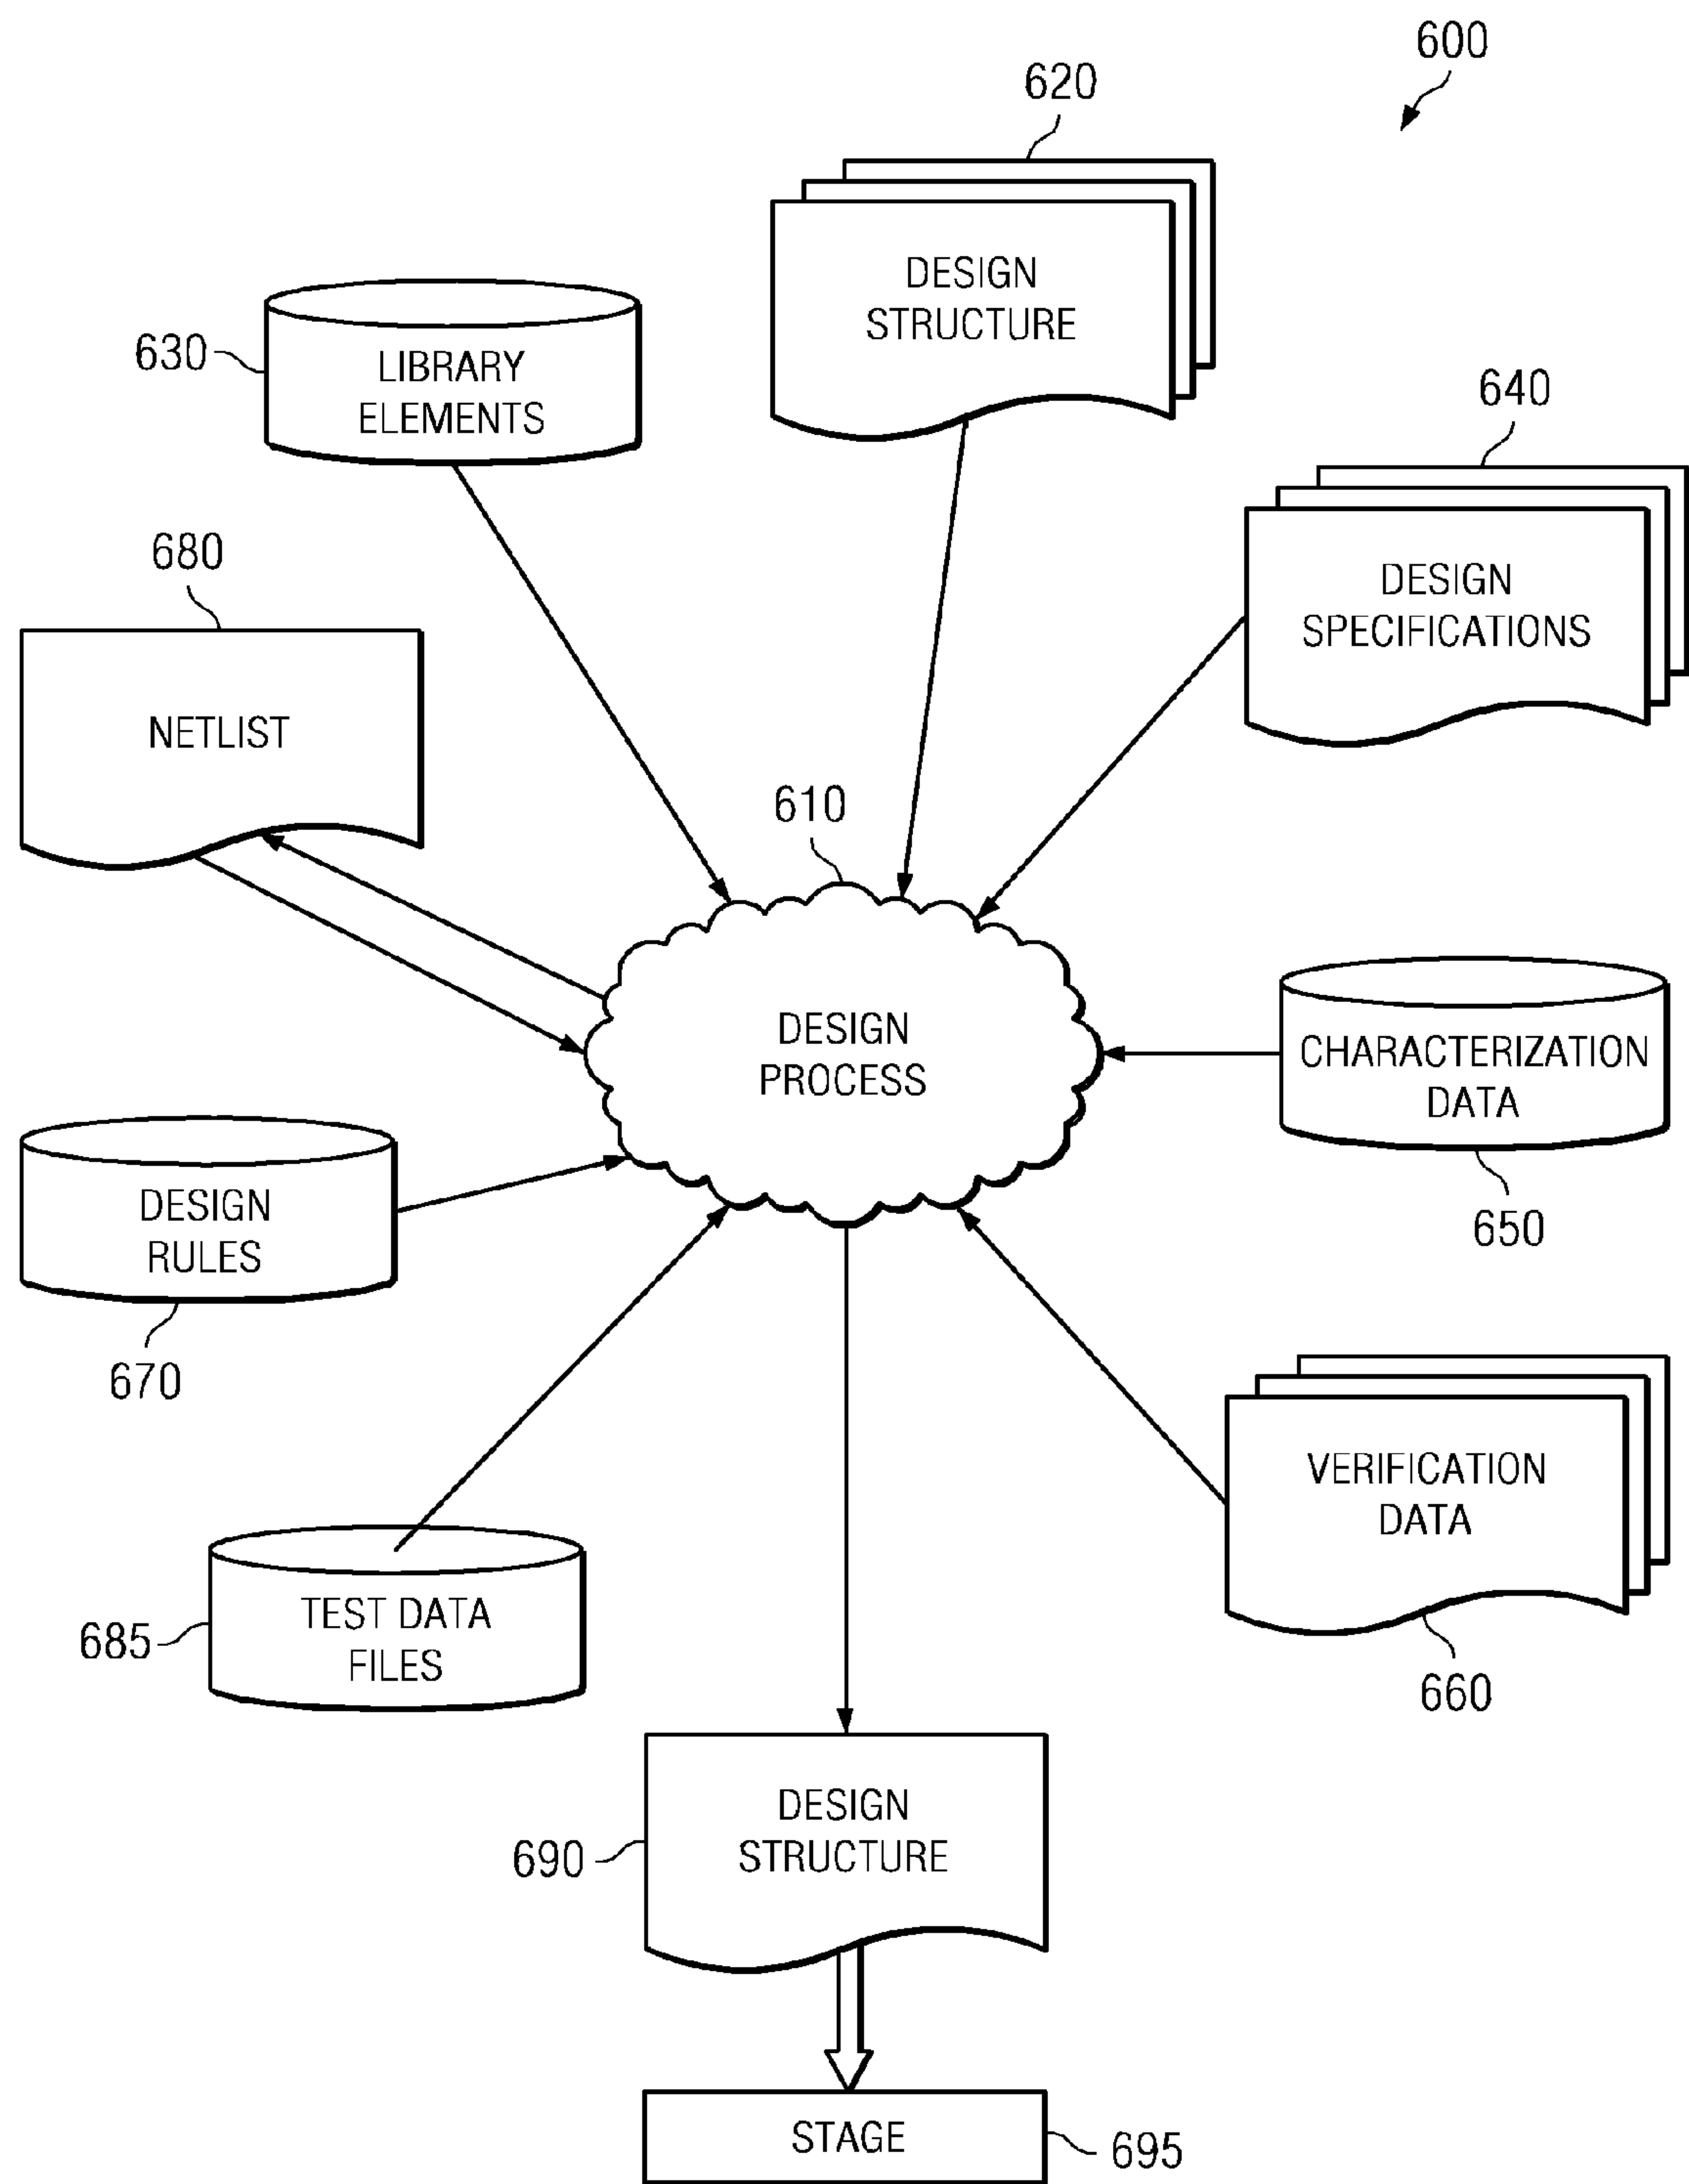 600
620
DESIGN
STRUCTURE
630
LIBRARY
ELEMENTS
640
DESIGN
SPECIFICATIONS
680
NETLIST
610
DESIGN
PROCESS
CHARACTERIZATION
DATA
650
DESIGN
RULES
670
VERIFICATION
DATA
660
TEST DATA
FILES
685
DESIGN
STRUCTURE
690
STAGE
695